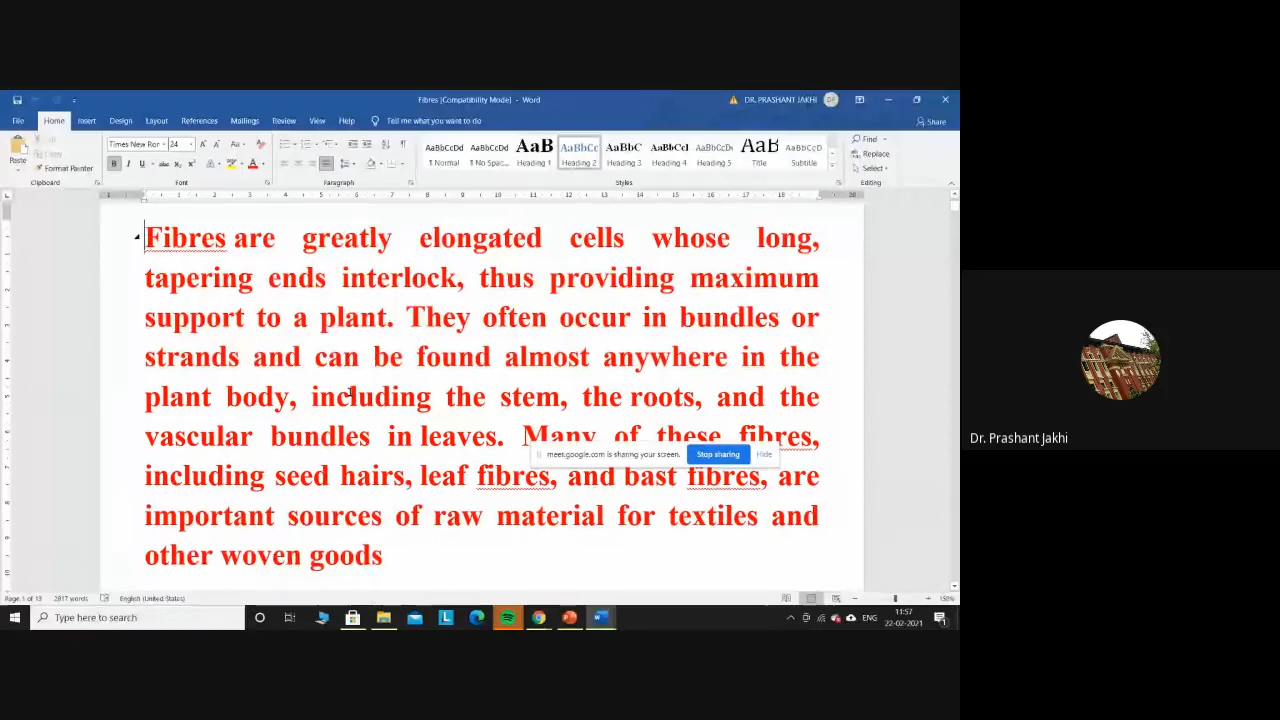 Fibres [Compatibility Mode] - Word
DR. PRASHANT JAKHI
File Home Insert Design Layout References Mailings Review View Help Tell me what you want to do
Share
Paste
Format Painter
Times New Ror 24
AaBbCcDd AaBbCcDd AaB AaBbCc AaBbC AaBbCcI AaBbCcDd AaB AaBbCcD
¶ Normal ¶ No Spac... Heading 1 Heading 2 Heading 3 Heading 4 Heading 5 Title Subtitle
Find
Replace
Select
Clipboard Font Paragraph Styles Editing
Fibres are greatly elongated cells whose long,
tapering ends interlock, thus providing maximum
support to a plant. They often occur in bundles or
strands and can be found almost anywhere in the
plant body, including the stem, the roots, and the
vascular bundles in leaves. Many of these fibres,
meet.google.com is sharing your screen. Stop sharing Hide
including seed hairs, leaf fibres, and bast fibres, are
important sources of raw material for textiles and
other woven goods
Page 1 of 13 2817 words English (United States) 150%
Type here to search
ENG
11:57
22-02-2021
Dr. Prashant Jakhi